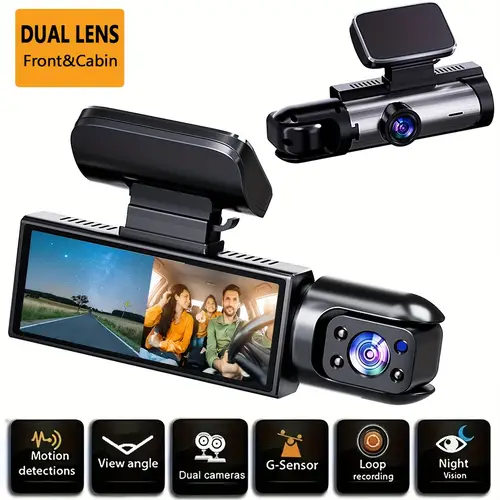 DUAL LENS
Front&Cabin
Motion
detections
View angle
Dual cameras
G-Sensor
Loop
recording
Night
Vision